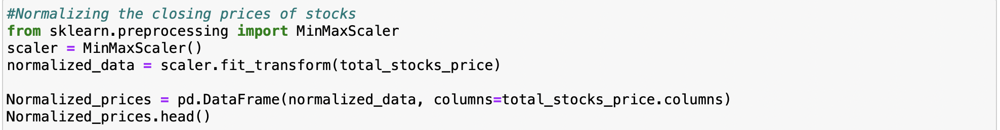 #Normalizing the closing prices of stocks
from sklearn.preprocessing import MinMaxScaler
scaler = MinMaxScaler()
normalized_data = scaler.fit_transform(total_stocks_price)
Normalized_prices = pd.DataFrame(normalized_data, columns=total_stocks_price.columns)
Normalized_prices.head()